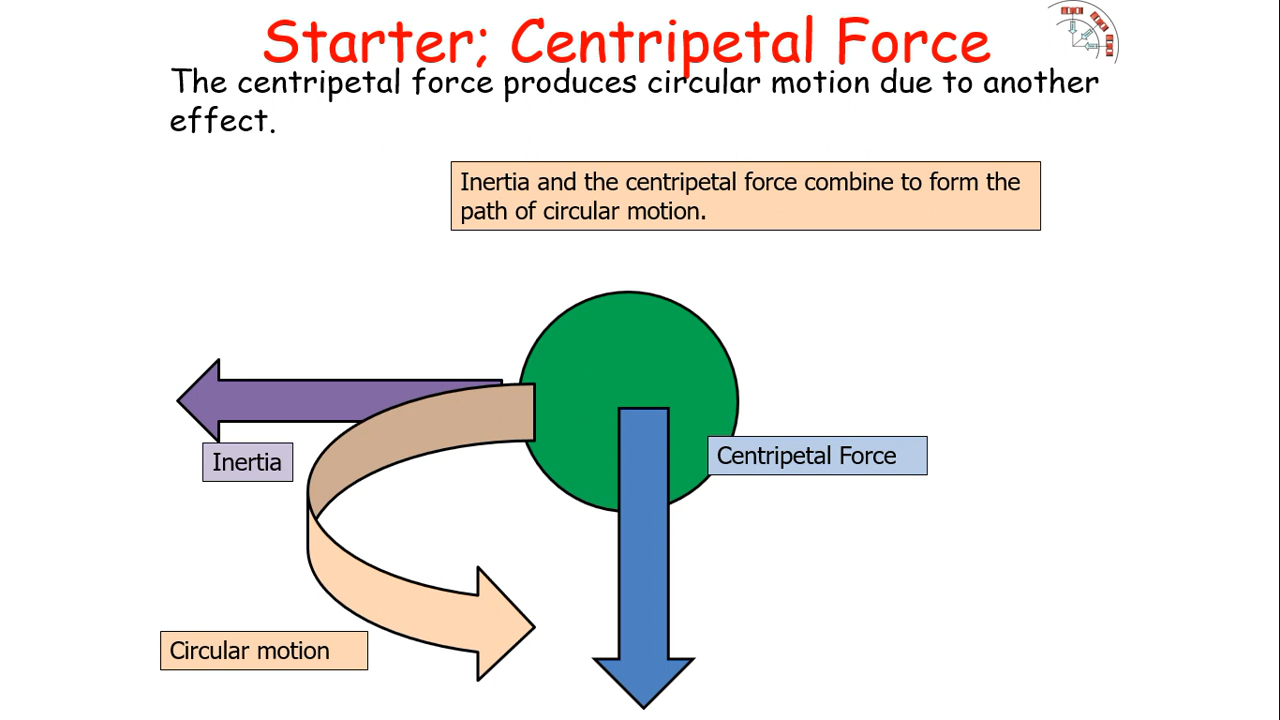 Starter; Centripetal Force
The centripetal force produces circular motion due to another
effect.
Inertia and the centripetal force combine to form the
path of circular motion.
Inertia
Centripetal Force
Circular motion